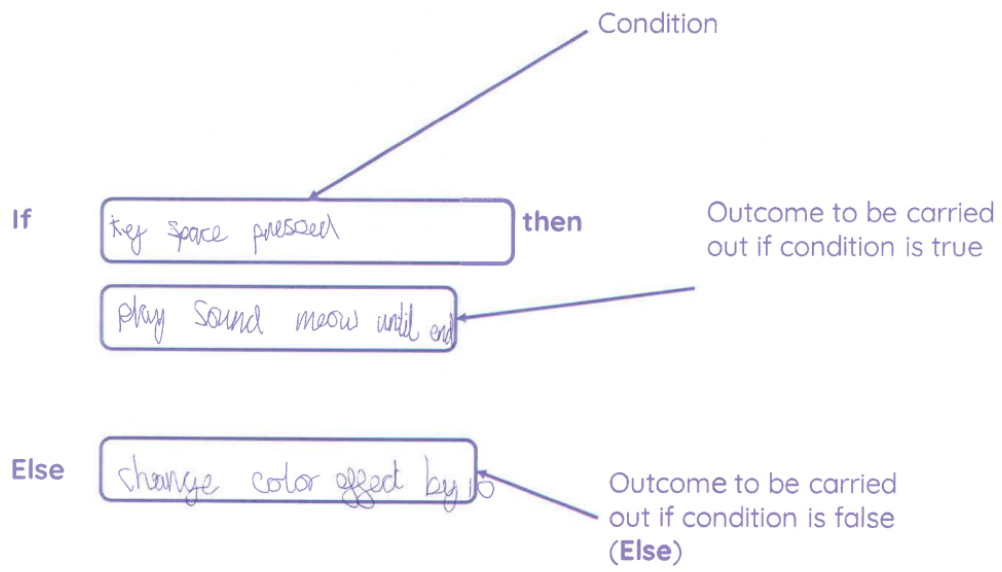 Condition
If key space pressed then
Outcome to be carried
out if condition is true
play sound meow until end
Else change color effect by 10
Outcome to be carried
out if condition is false
(Else)